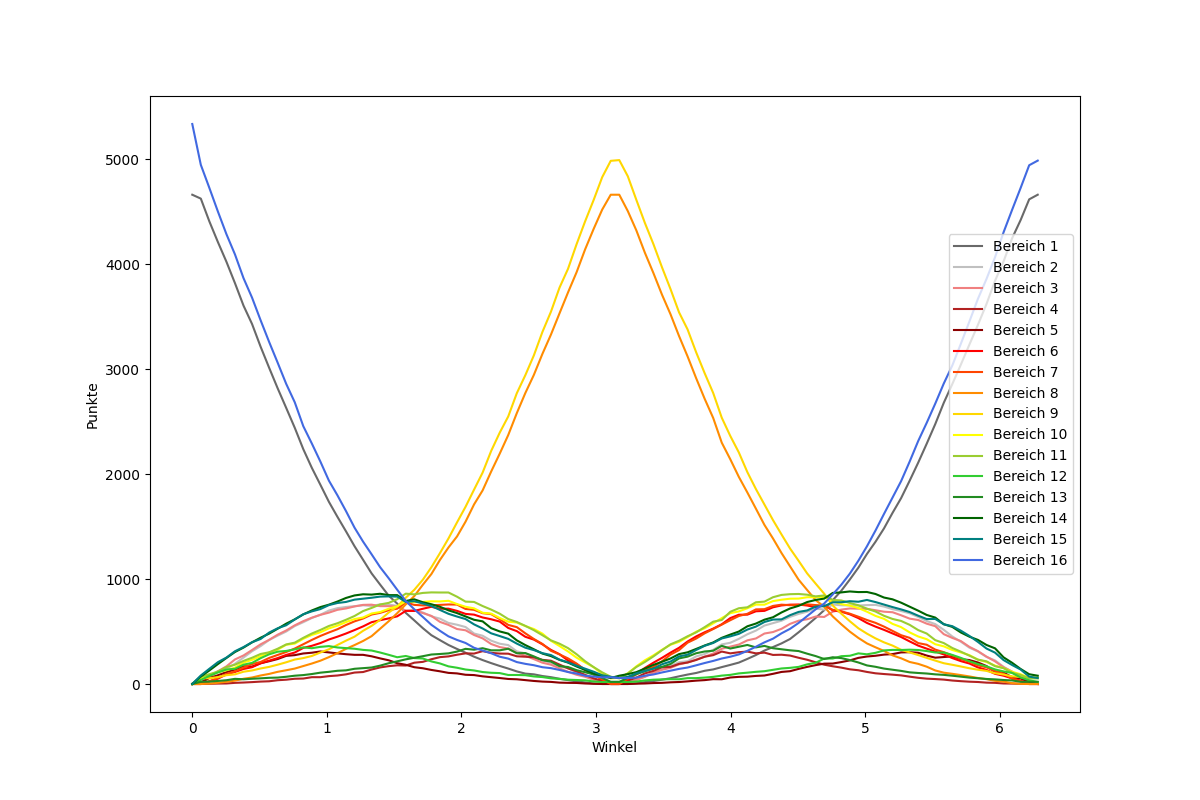 5000
4000
3000
2000
1000
0
Punkte
0 1 2 3 4 5 6
Winkel
Bereich 1
Bereich 2
Bereich 3
Bereich 4
Bereich 5
Bereich 6
Bereich 7
Bereich 8
Bereich 9
Bereich 10
Bereich 11
Bereich 12
Bereich 13
Bereich 14
Bereich 15
Bereich 16